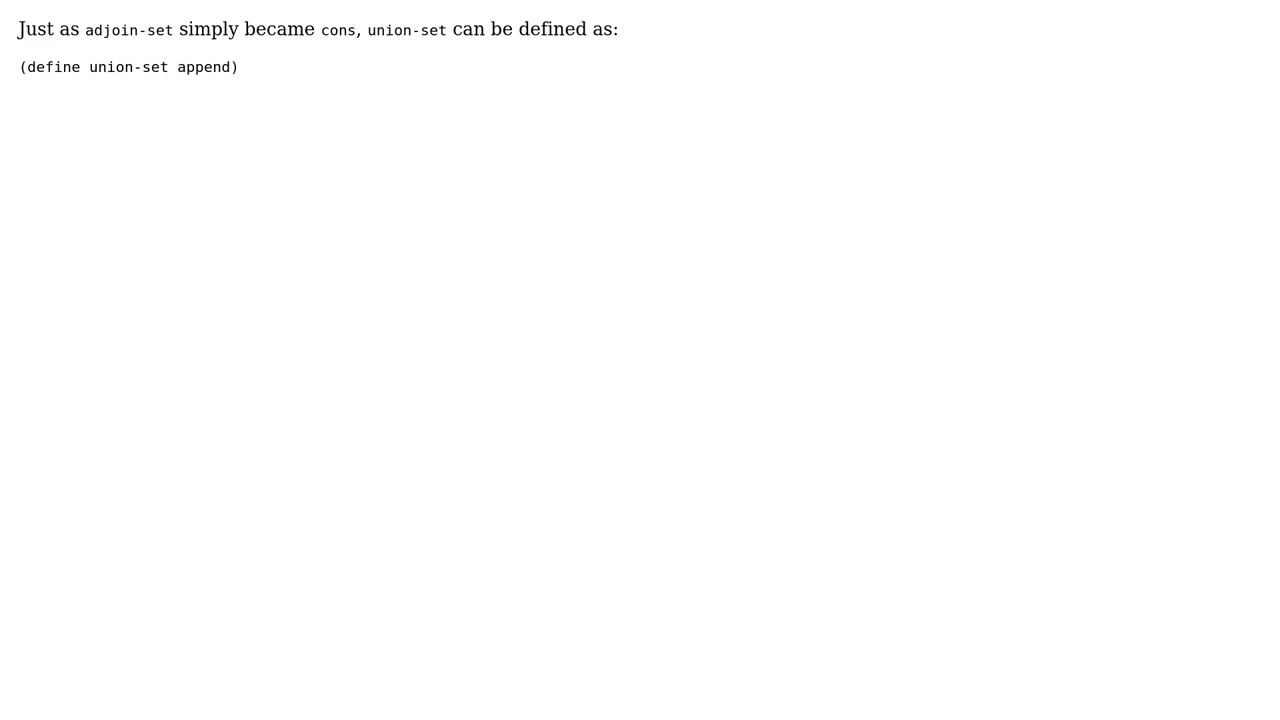 Just as adjoin-set simply became cons, union-set can be defined as:
(define union-set append)